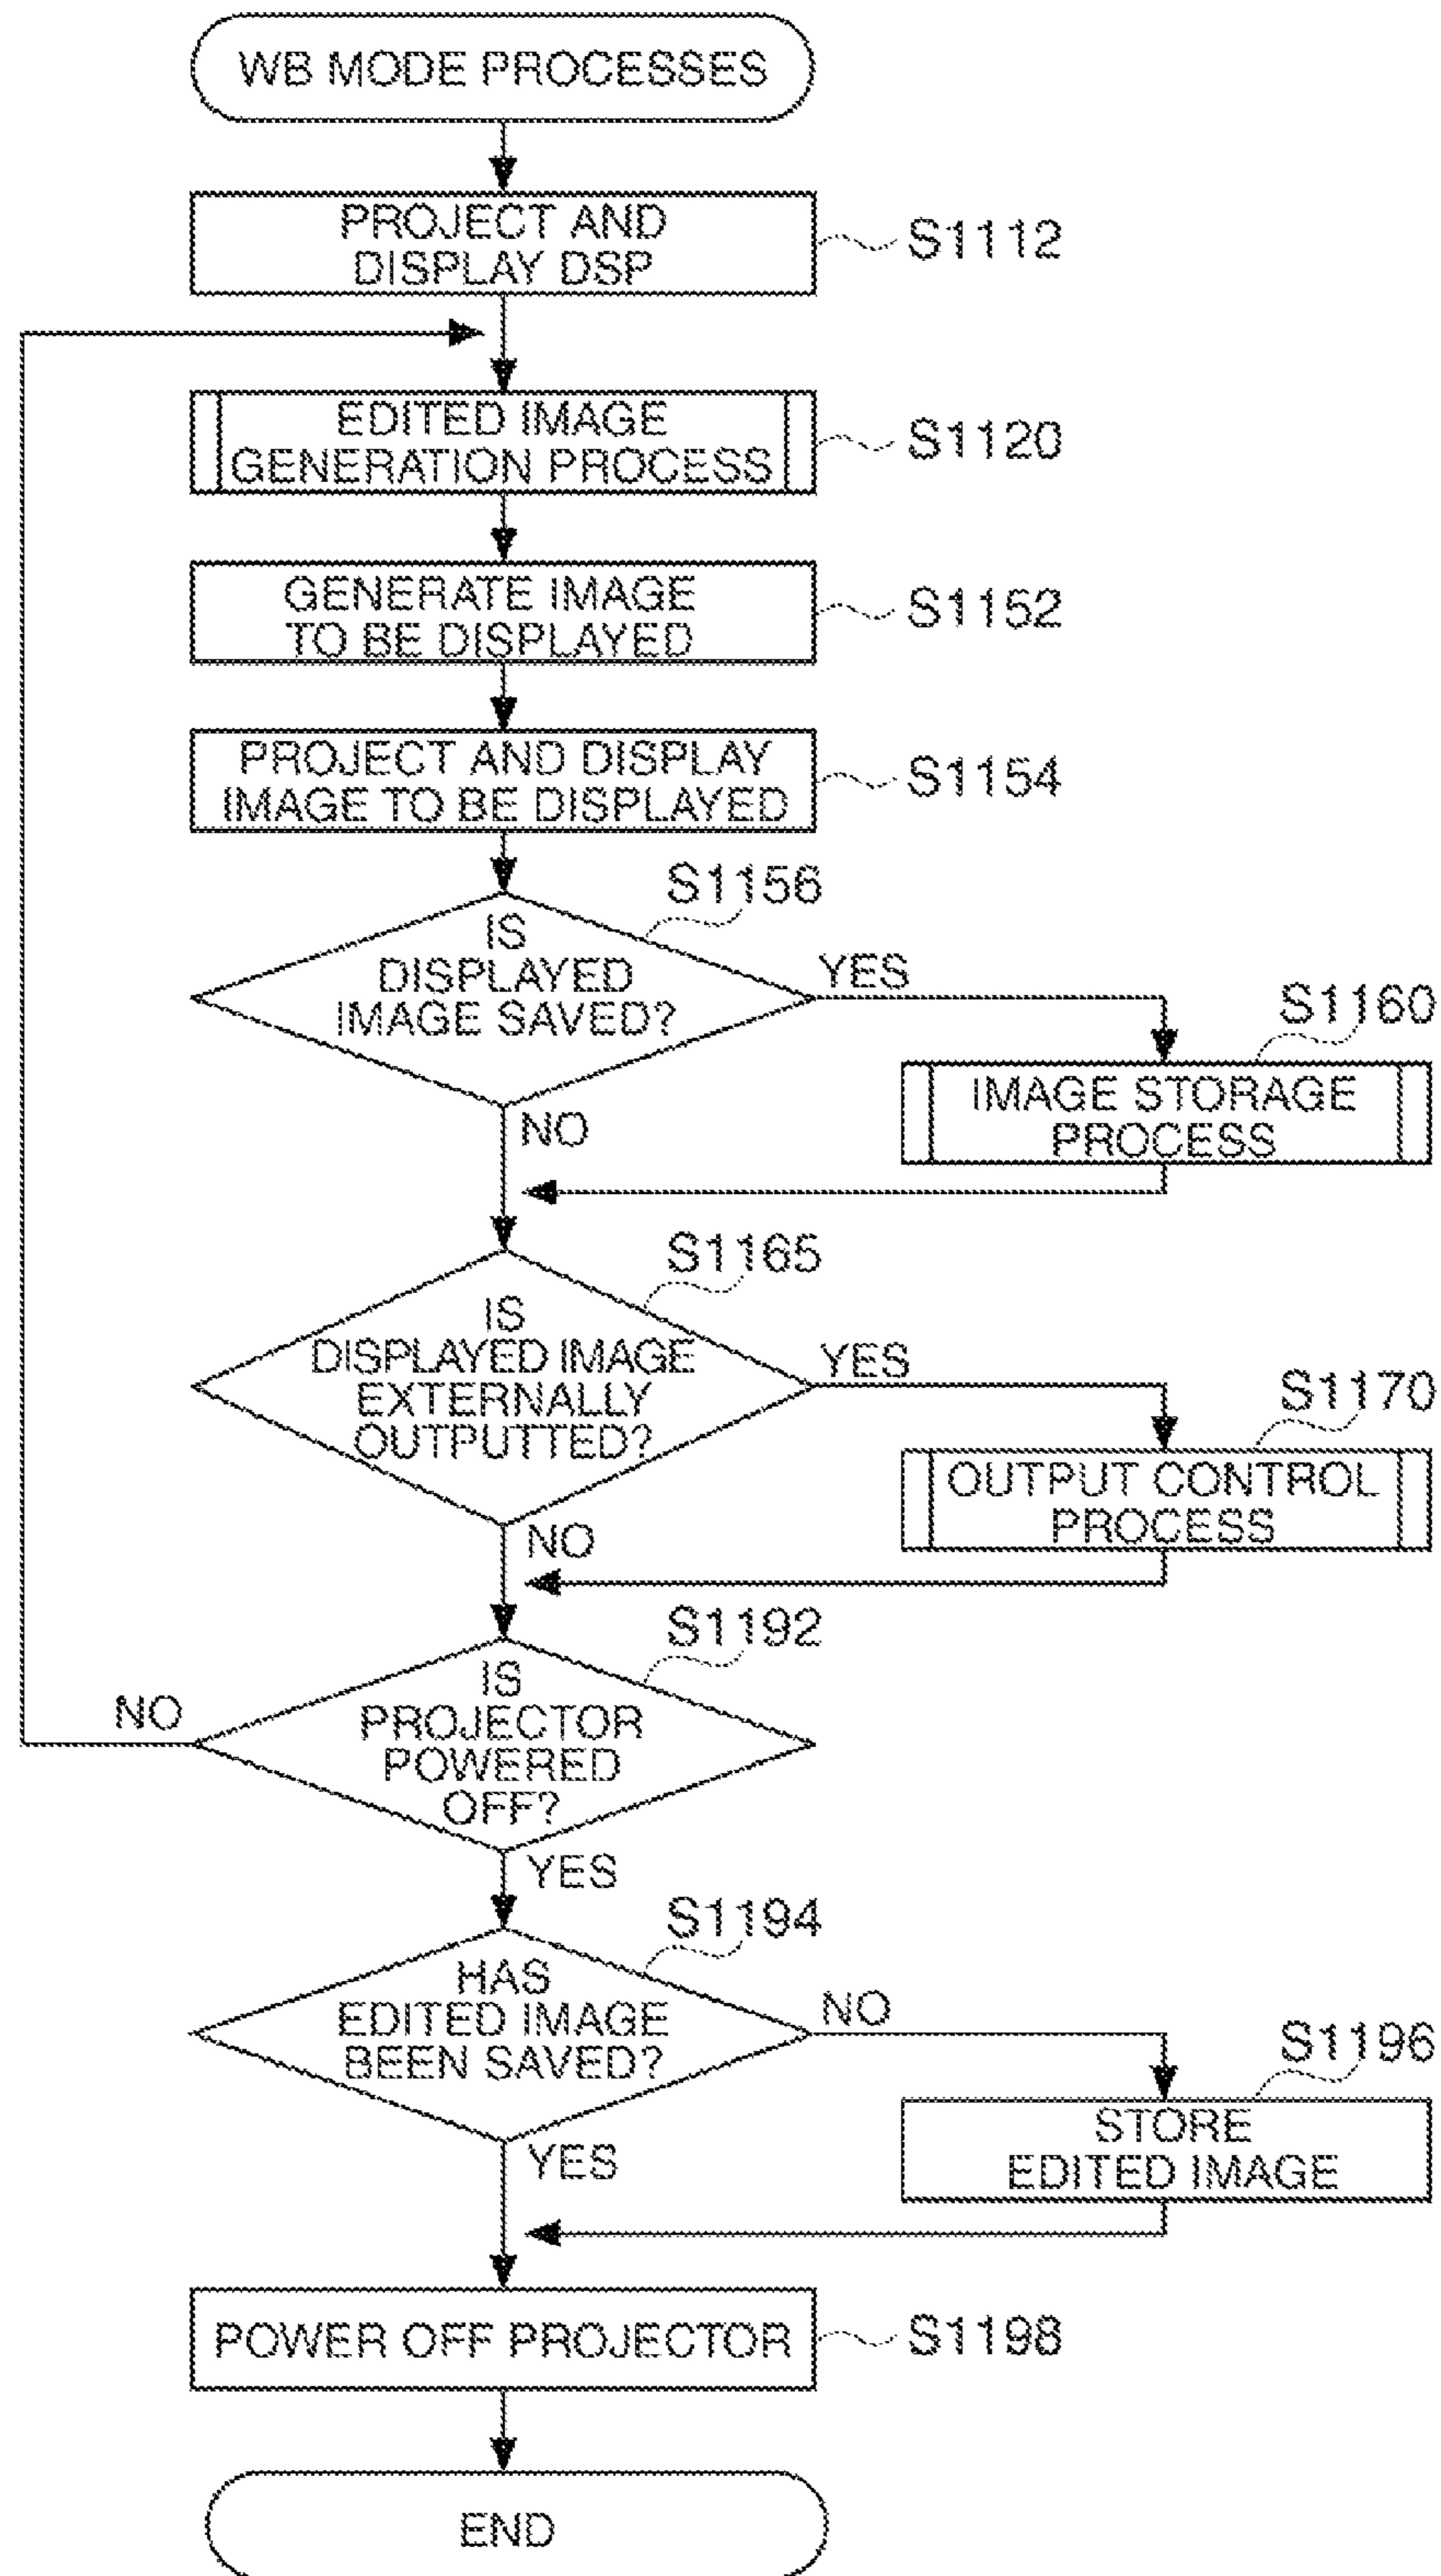 WB MODE PROCESSES
PROJECT AND
DISPLAY DSP
S1112
EDITED IMAGE
GENERATION PROCESS
S1120
GENERATE IMAGE
TO BE DISPLAYED
S1152
PROJECT AND DISPLAY
IMAGE TO BE DISPLAYED
S1154
S1156
IS
DISPLAYED
IMAGE SAVED?
YES
NO
S1160
IMAGE STORAGE
PROCESS
S1165
IS
DISPLAYED IMAGE
EXTERNALLY
OUTPUTTED?
YES
NO
S1170
OUTPUT CONTROL
PROCESS
S1192
IS
PROJECTOR
POWERED
OFF?
NO
YES
S1194
HAS
EDITED IMAGE
BEEN SAVED?
NO
YES
S1196
STORE
EDITED IMAGE
POWER OFF PROJECTOR
S1198
END